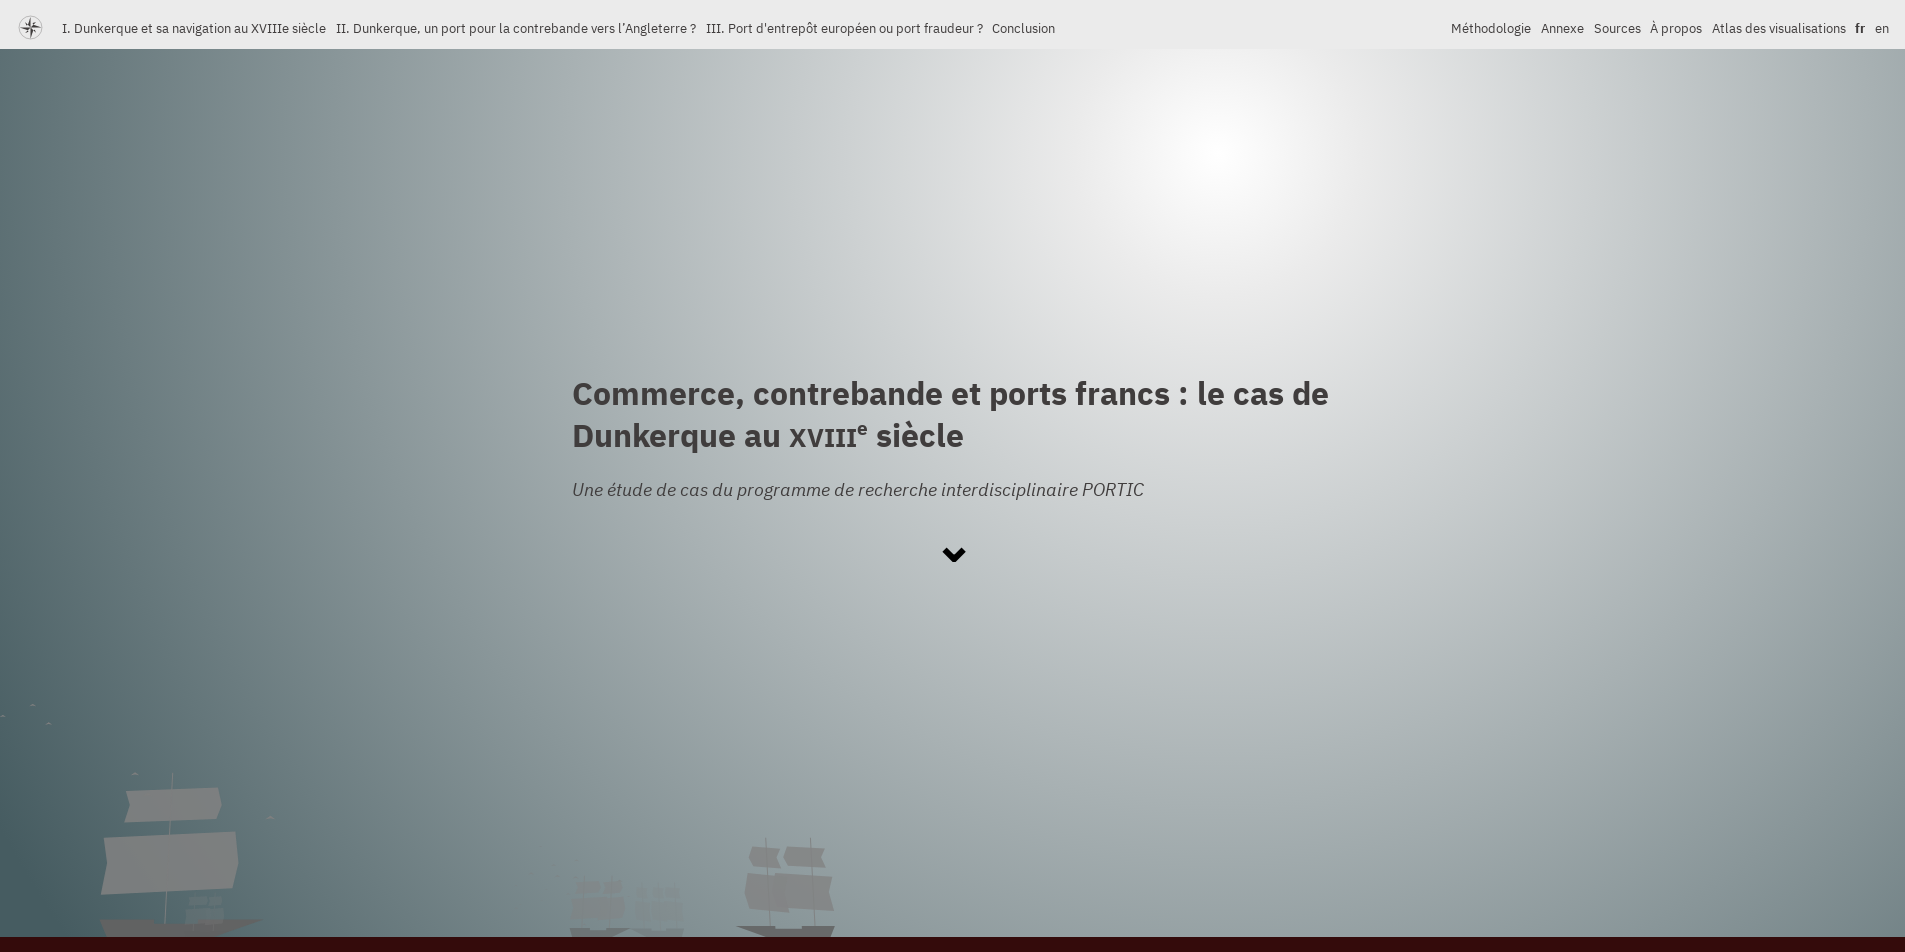 I. Dunkerque et sa navigation au XVIIIe siècle II. Dunkerque, un port pour la contrebande vers l’Angleterre ? III. Port d'entrepôt européen ou port fraudeur ? Conclusion Méthodologie Annexe Sources À propos Atlas des visualisations fr en
Commerce, contrebande et ports francs : le cas de
Dunkerque au XVIIIe siècle
Une étude de cas du programme de recherche interdisciplinaire PORTIC